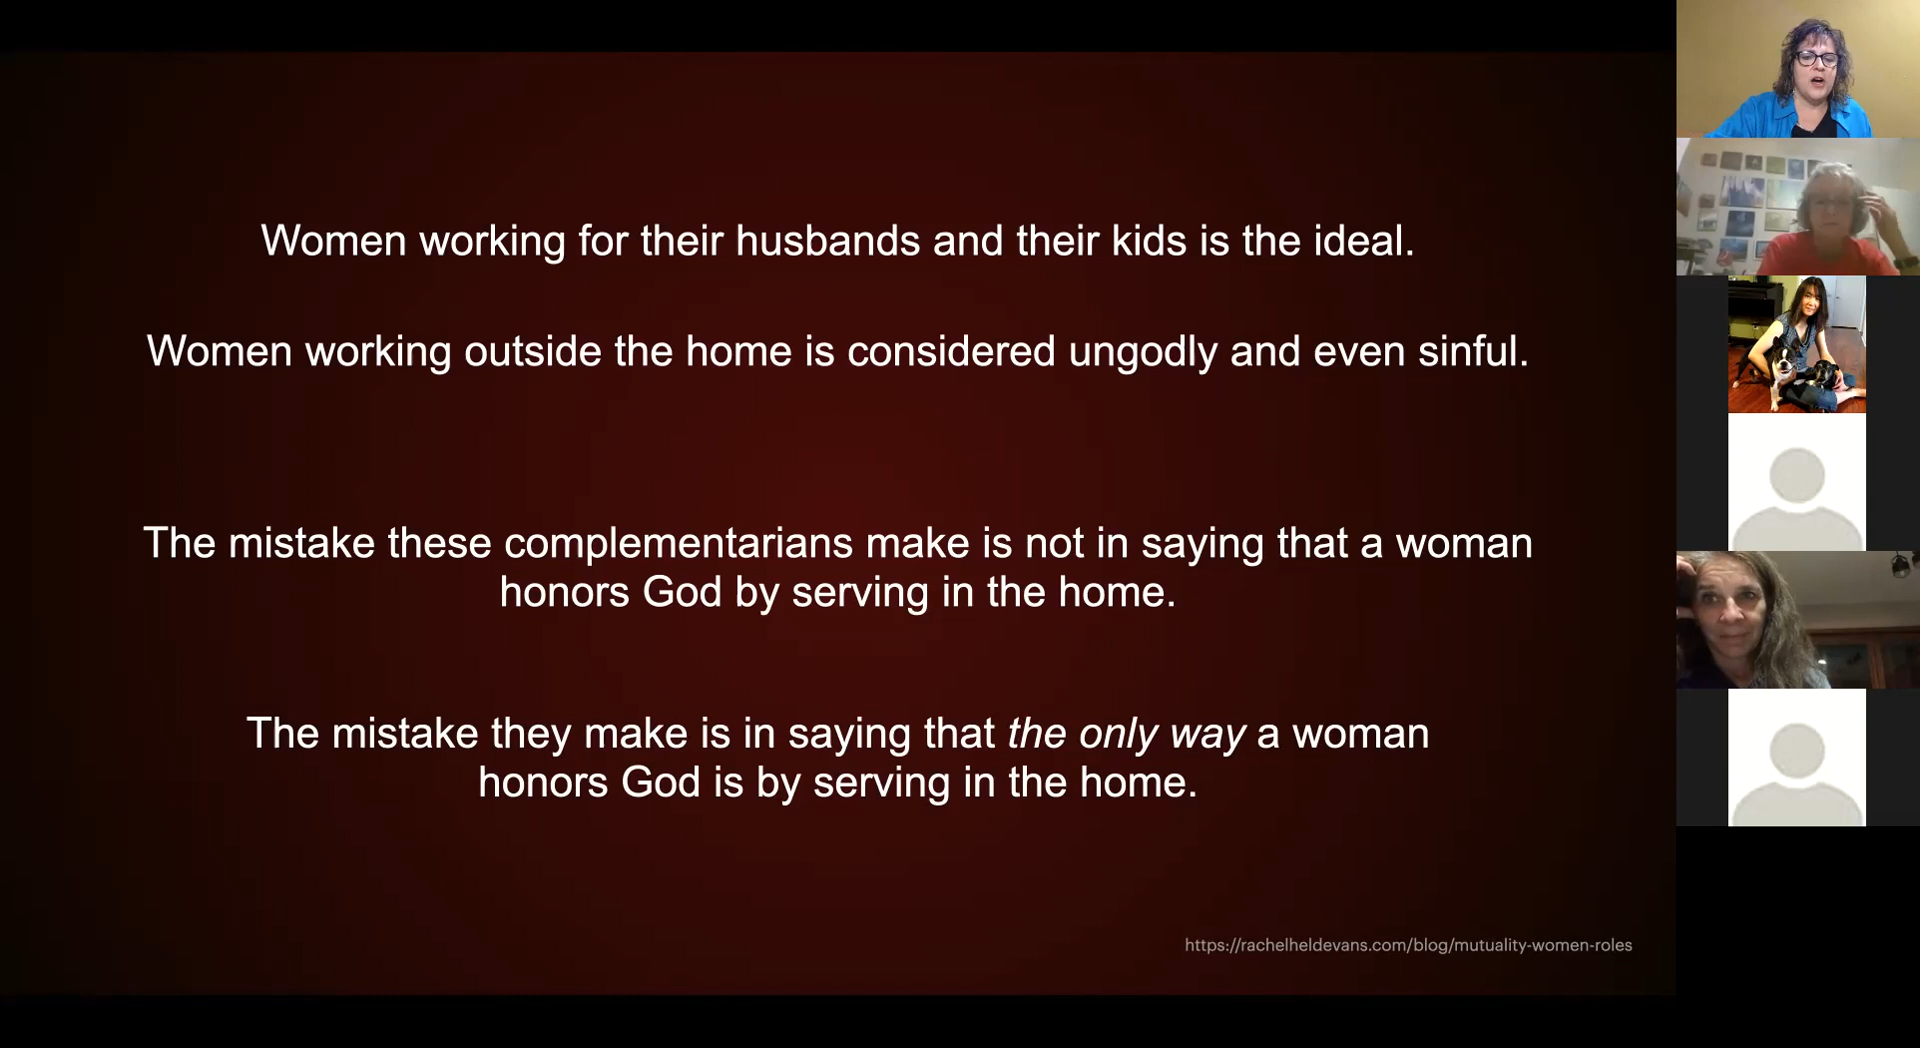 Women working for their husbands and their kids is the ideal.
Women working outside the home is considered ungodly and even sinful.
The mistake these complementarians make is not in saying that a woman
honors God by serving in the home.
The mistake they make is in saying that the only way a woman
honors God is by serving in the home.
https://rachelheldevans.com/blog/mutuality-women-roles